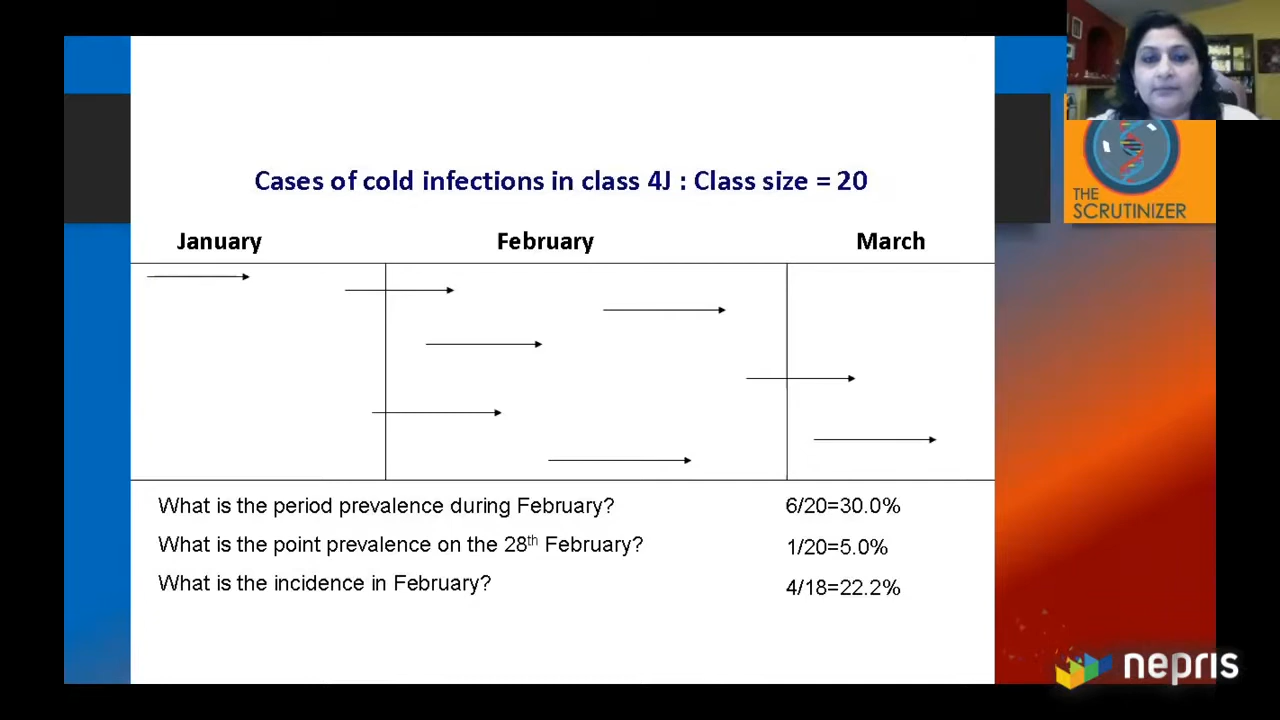 Cases of cold infections in class 4J : Class size = 20
THE
SCRUTINIZER
January February March
What is the period prevalence during February? 6/20=30.0%
What is the point prevalence on the 28th February? 1/20=5.0%
What is the incidence in February? 4/18=22.2%
nepris